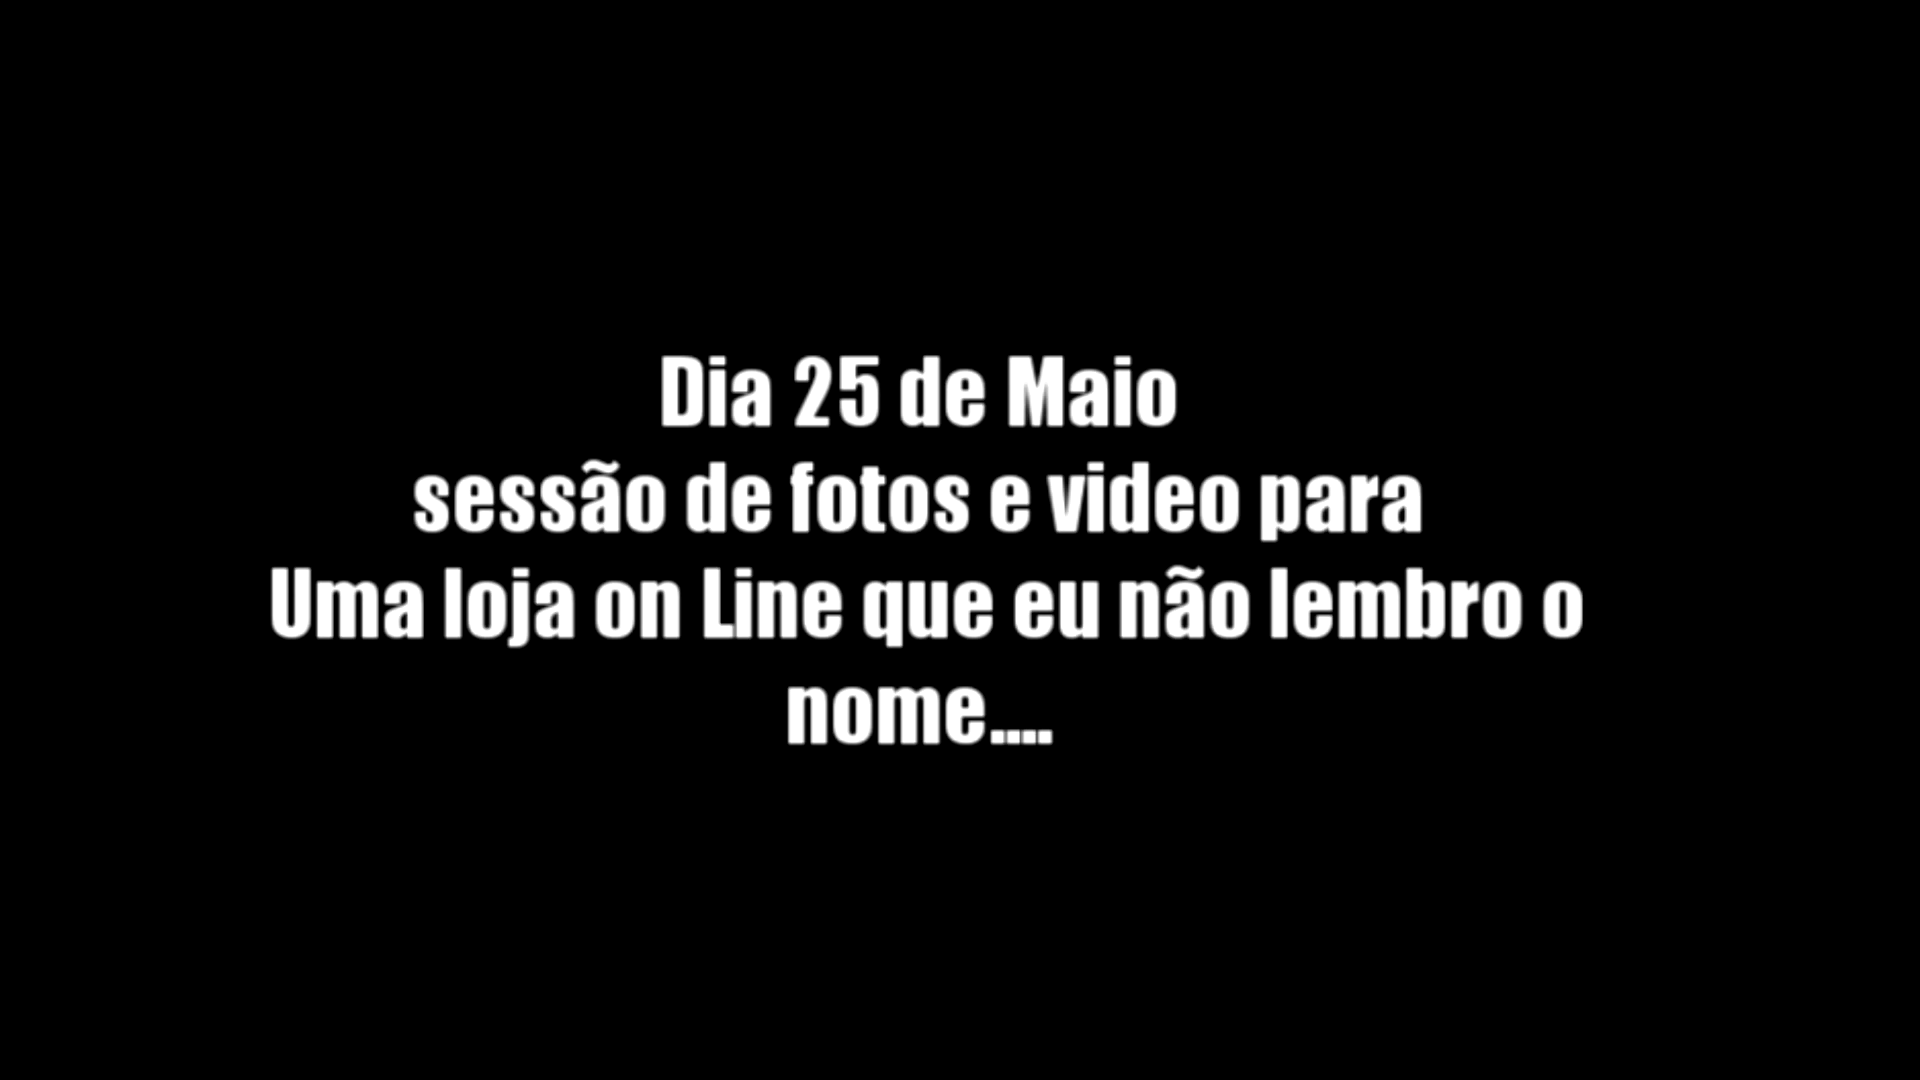 Dia 25 de Maio
sessão de fotos e video para
Uma loja on Line que eu não lembro o
nome....